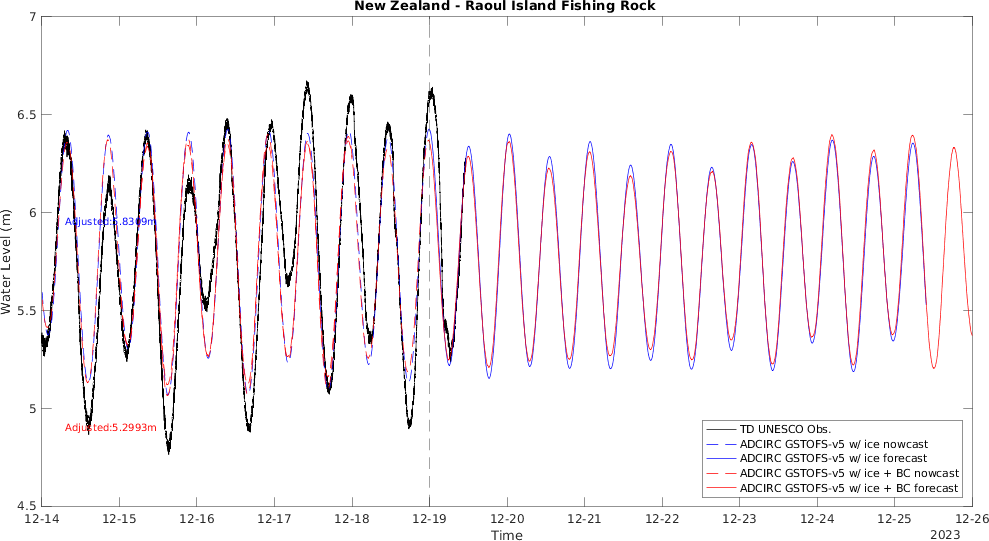 New Zealand - Raoul Island Fishing Rock
7
6.5
6
5.5
5
4.5
Water Level (m)
Adjusted:5.8309m
Adjusted:5.2993m
TD UNESCO Obs.
ADCIRC GSTOFS-v5 w/ ice nowcast
ADCIRC GSTOFS-v5 w/ ice forecast
ADCIRC GSTOFS-v5 w/ ice + BC nowcast
ADCIRC GSTOFS-v5 w/ ice + BC forecast
12-14 12-15 12-16 12-17 12-18 12-19 12-20 12-21 12-22 12-23 12-24 12-25 12-26
Time
2023